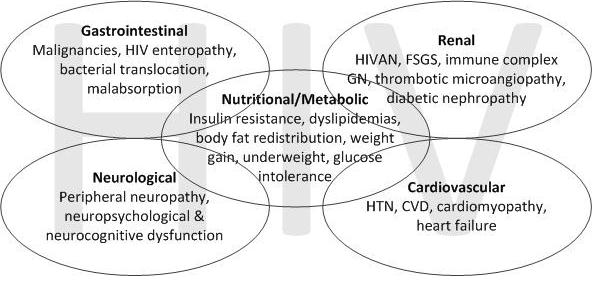 HIV
Gastrointestinal
Malignancies, HIV enteropathy,
bacterial translocation,
malabsorption
Renal
HIVAN, FSGS, immune complex
GN, thrombotic microangiopathy,
diabetic nephropathy
Nutritional/Metabolic
Insulin resistance, dyslipidemias,
body fat redistribution, weight
gain, underweight, glucose
intolerance
Neurological
Peripheral neuropathy,
neuropsychological &
neurocognitive dysfunction
Cardiovascular
HTN, CVD, cardiomyopathy,
heart failure